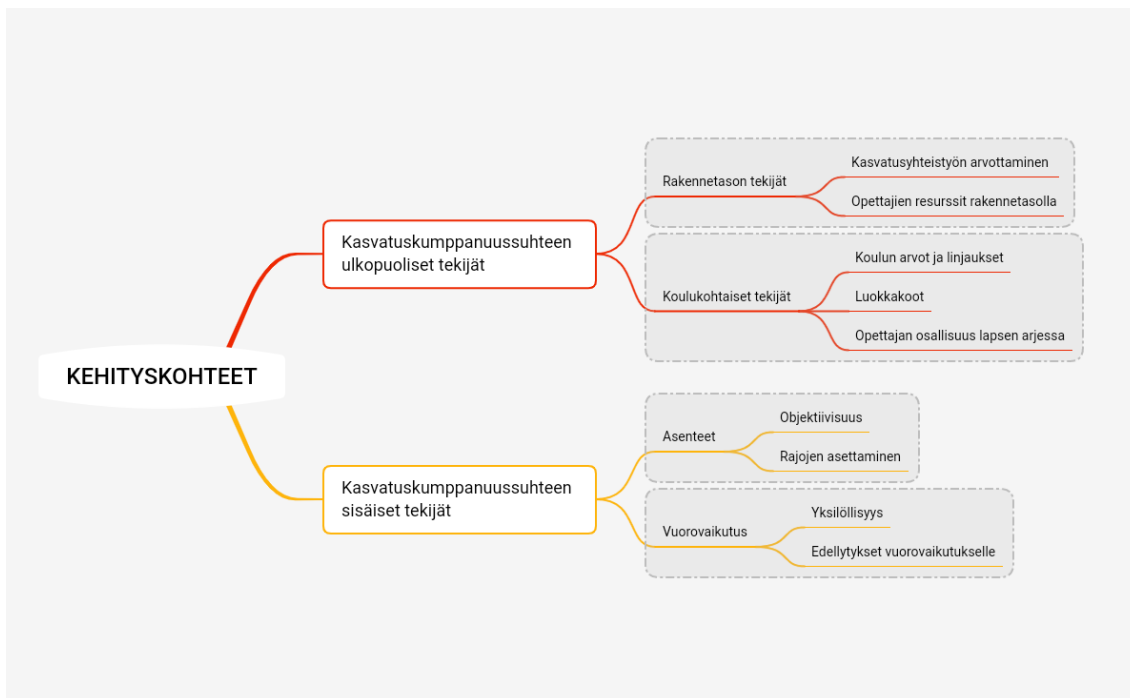 KEHITYSKOHTEET
Kasvatuskumppanuussuhteen
ulkopuoliset tekijät
Rakennetason tekijät
Kasvatusyhteistyön arvottaminen
Opettajien resurssit rakennetasolla
Koulukohtaiset tekijät
Koulun arvot ja linjaukset
Luokkakoot
Opettajan osallisuus lapsen arjessa
Kasvatuskumppanuussuhteen
sisäiset tekijät
Asenteet
Objektiivisuus
Rajojen asettaminen
Vuorovaikutus
Yksilöllisyys
Edellytykset vuorovaikutukselle